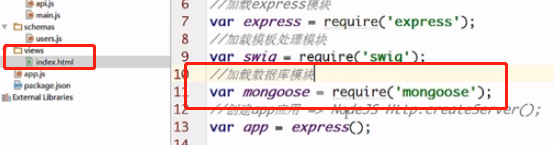 api.js
main.js
schemas
users.js
views
index.html
app.js
package.json
External Libraries
6 //加载express模块
7 var express = require('express');
8 //加载模板处理模块
9 var swig = require('swig');
10 //加载数据库模块
11 var mongoose = require('mongoose');
12 //创建app应用 => NodeJS Http.createServer();
13 var app = express();